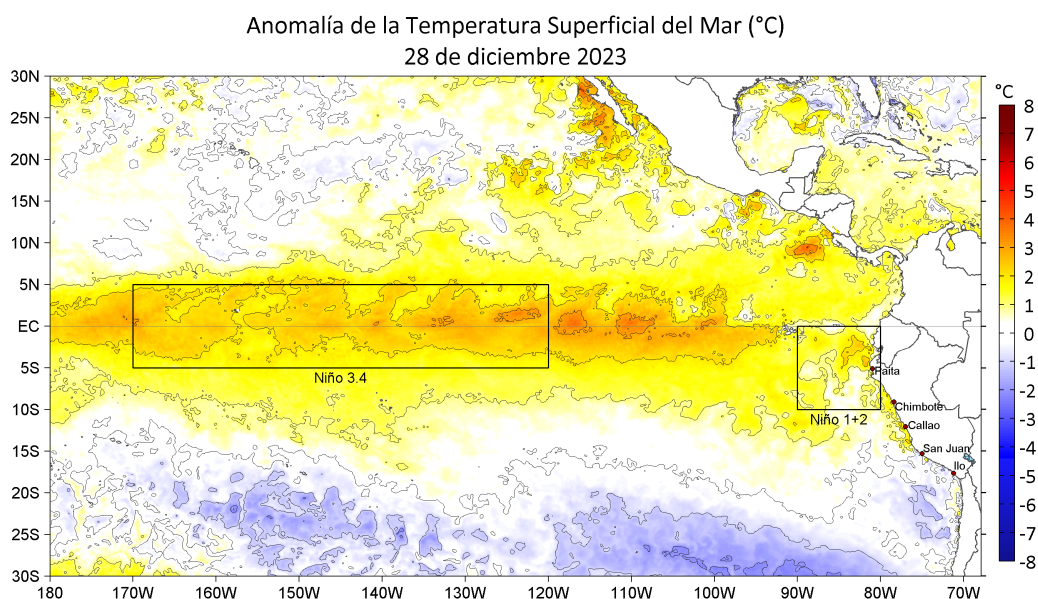 Anomalía de la Temperatura Superficial del Mar (°C)
28 de diciembre 2023
30N
25N
20N
15N
10N
5N
EC
5S
10S
15S
20S
25S
30S
180
170W
160W
150W
140W
130W
120W
110W
100W
90W
80W
70W
Niño 3.4
Niño 1+2
Paita
Chimbote
Callao
San Juan
Ilo
°C
8
7
6
5
4
3
2
1
0
-1
-2
-3
-4
-5
-6
-7
-8